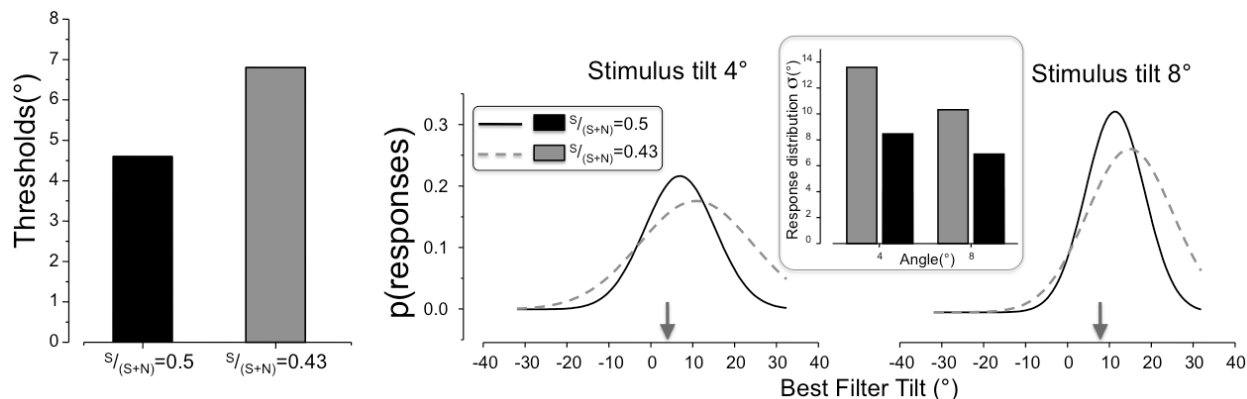 Thresholds(°)
8
7
6
5
4
3
2
1
0
S/(S+N)=0.5
S/(S+N)=0.43
Stimulus tilt 4°
p(responses)
0.3
0.2
0.1
0.0
S/(S+N)=0.5
S/(S+N)=0.43
-40 -30 -20 -10 0 10 20 30 40
Response distribution σ(°)
14
12
10
8
6
4
2
0
4 8
Angle(°)
Stimulus tilt 8°
-40 -30 -20 -10 0 10 20 30 40
Best Filter Tilt (°)